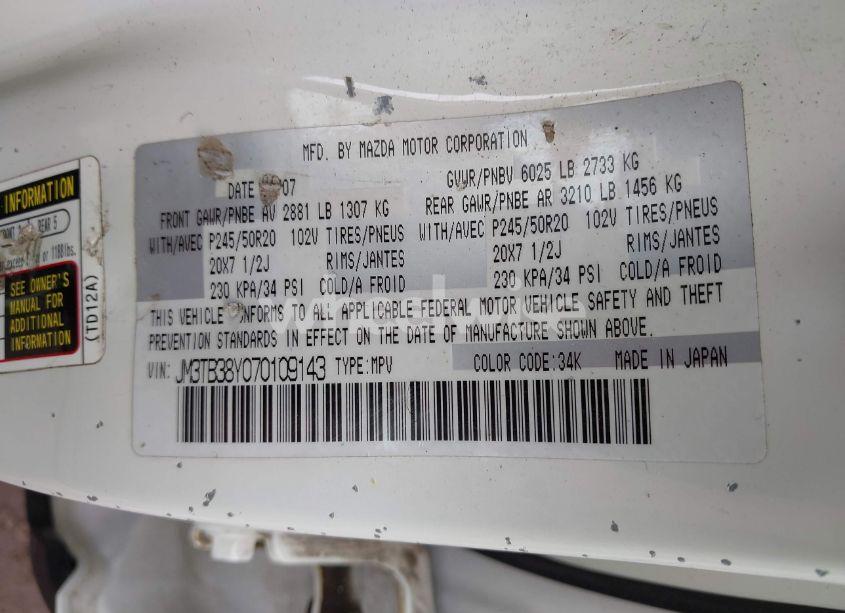 MFD. BY MAZDA MOTOR CORPORATION
DATE 07 GVWR/PNBV 6025 LB 2733 KG
FRONT GAWR/PNBE AV 2881 LB 1307 KG REAR GAWR/PNBE AR 3210 LB 1456 KG
WITH/AVEC P245/50R20 102V TIRES/PNEUS WITH/AVEC P245/50R20 102V TIRES/PNEUS
20X7 1/2J RIMS/JANTES 20X7 1/2J RIMS/JANTES
230 KPA/34 PSI COLD/A FROID 230 KPA/34 PSI COLD/A FROID
THIS VEHICLE CONFORMS TO ALL APPLICABLE FEDERAL MOTOR VEHICLE SAFETY AND THEFT
PREVENTION STANDARDS IN EFFECT ON THE DATE OF MANUFACTURE SHOWN ABOVE.
VIN: JM3TB38Y070109143 TYPE:MPV COLOR CODE:34K MADE IN JAPAN
INFORMATION
REAR 5
or 1188lbs.
SEE OWNER'S
MANUAL FOR
ADDITIONAL
INFORMATION
(TD12A)